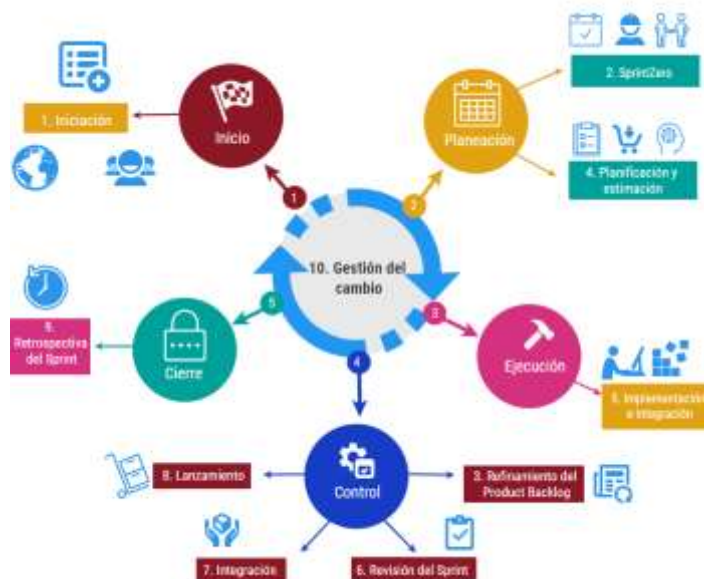 1. Iniciación
Inicio
1
Planeación
2
2. SprintZero
4. Planificación y
estimación
10. Gestión del
cambio
9.
Retrospectiva
del Sprint
Cierre
5
3
Ejecución
5. Implementación
e integración
4
Control
8. Lanzamiento
3. Refinamiento del
Product Backlog
7. Integración
6. Revisión del Sprint